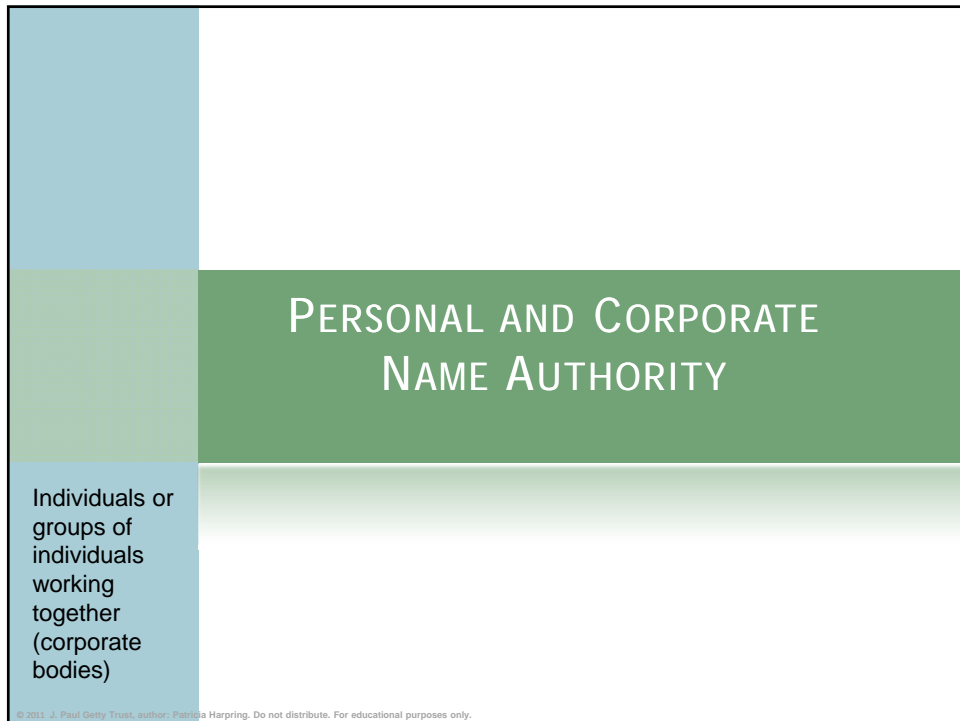 PERSONAL AND CORPORATE
NAME AUTHORITY
Individuals or
groups of
individuals
working
together
(corporate
bodies)
© 2011 J. Paul Getty Trust, author: Patricia Harpring. Do not distribute. For educational purposes only.